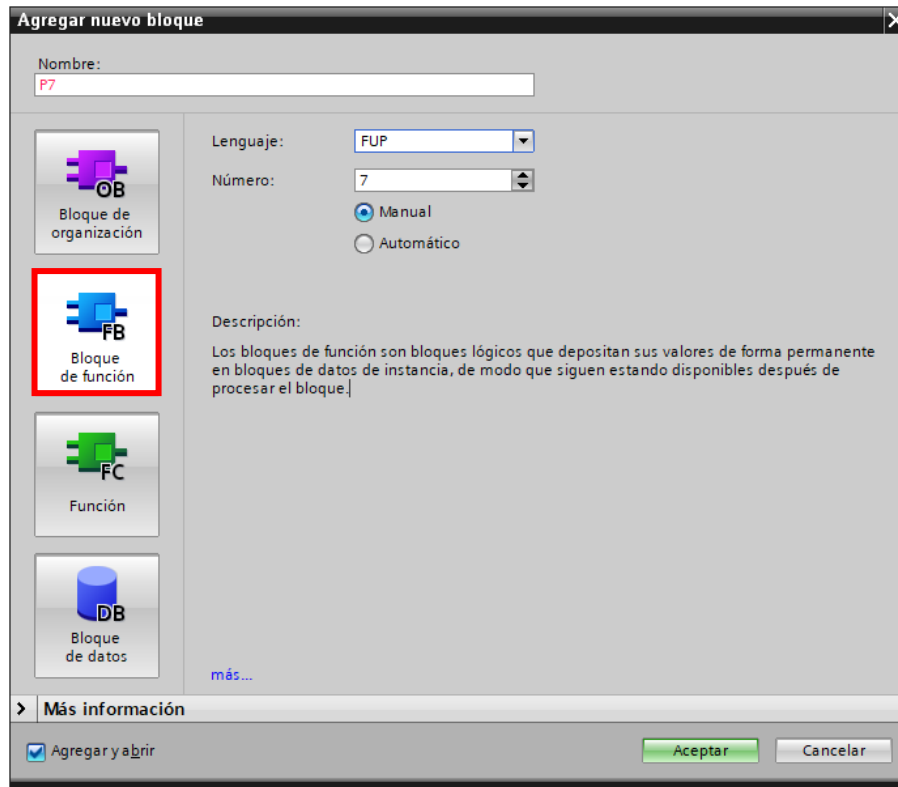 Agregar nuevo bloque
Nombre:
P7
OB
Bloque de
organización
FB
Bloque
de función
FC
Función
DB
Bloque
de datos
Lenguaje:
FUP
Número:
7
Manual
Automático
Descripción:
Los bloques de función son bloques lógicos que depositan sus valores de forma permanente
en bloques de datos de instancia, de modo que siguen estando disponibles después de
procesar el bloque.
más...
Más información
Agregar y abrir
Aceptar
Cancelar